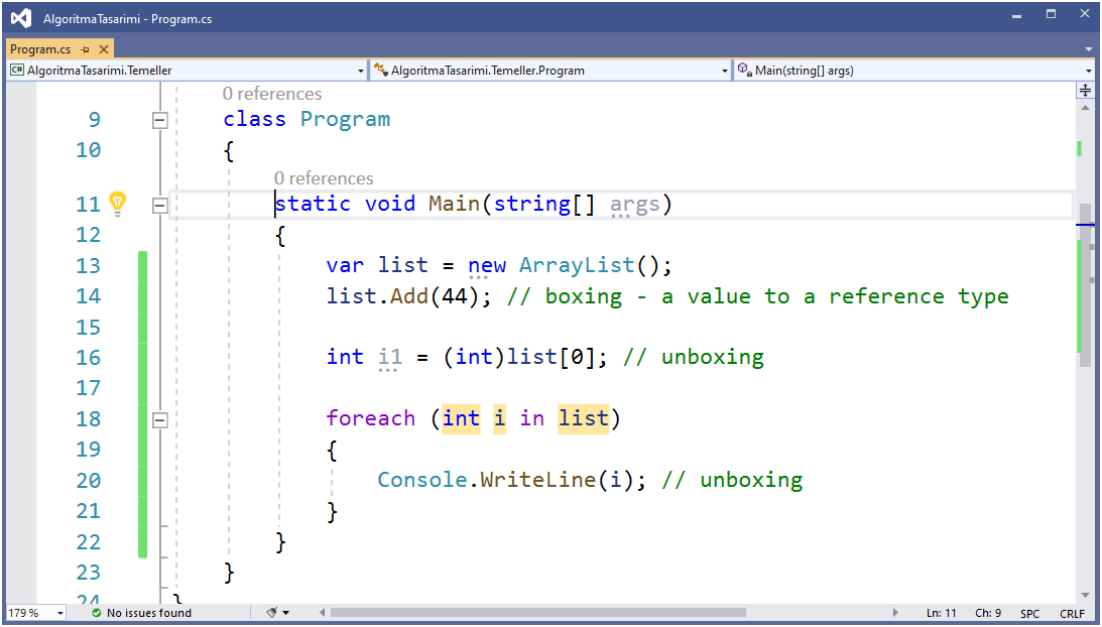 AlgoritmaTasarimi - Program.cs
Program.cs
C# AlgoritmaTasarimi.Temeller AlgoritmaTasarimi.Temeller.Program Main(string[] args)
0 references
9 class Program
10 {
0 references
11 static void Main(string[] args)
12 {
13 var list = new ArrayList();
14 list.Add(44); // boxing - a value to a reference type
15
16 int i1 = (int)list[0]; // unboxing
17
18 foreach (int i in list)
19 {
20 Console.WriteLine(i); // unboxing
21 }
22 }
23 }
24 }
179 % No issues found Ln: 11 Ch: 9 SPC CRLF